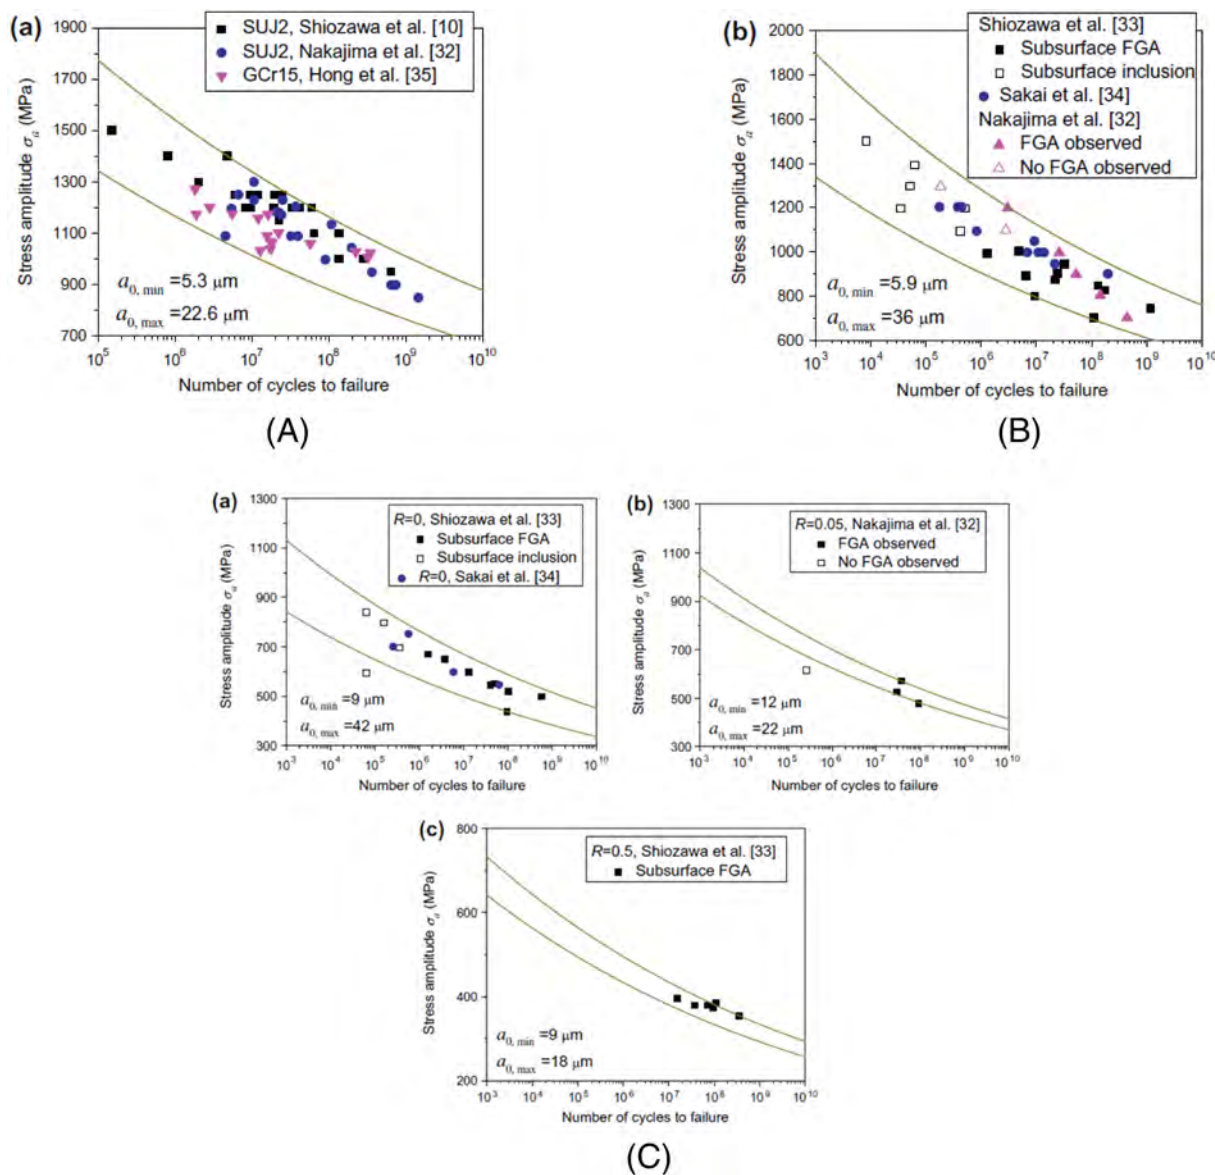 (a)
SUJ2, Shiozawa et al. [10]
SUJ2, Nakajima et al. [32]
GCr15, Hong et al. [35]
1900
1700
1500
1300
1100
900
700
Stress amplitude σa (MPa)
a0, min =5.3 μm
a0, max =22.6 μm
10^5 10^6 10^7 10^8 10^9 10^10
Number of cycles to failure
(A)
(b)
Shiozawa et al. [33]
Subsurface FGA
Subsurface inclusion
Sakai et al. [34]
Nakajima et al. [32]
FGA observed
No FGA observed
2000
1800
1600
1400
1200
1000
800
600
Stress amplitude σa (MPa)
a0, min =5.9 μm
a0, max =36 μm
10^3 10^4 10^5 10^6 10^7 10^8 10^9 10^10
Number of cycles to failure
(B)
(a)
R=0, Shiozawa et al. [33]
Subsurface FGA
Subsurface inclusion
R=0, Sakai et al. [34]
1300
1100
900
700
500
300
Stress amplitude σa (MPa)
a0, min =9 μm
a0, max =42 μm
10^3 10^4 10^5 10^6 10^7 10^8 10^9 10^10
Number of cycles to failure
(b)
R=0.05, Nakajima et al. [32]
FGA observed
No FGA observed
1300
1100
900
700
500
300
Stress amplitude σa (MPa)
a0, min =12 μm
a0, max =22 μm
10^3 10^4 10^5 10^6 10^7 10^8 10^9 10^10
Number of cycles to failure
(c)
R=0.5, Shiozawa et al. [33]
Subsurface FGA
800
600
400
200
Stress amplitude σa (MPa)
a0, min =9 μm
a0, max =18 μm
10^3 10^4 10^5 10^6 10^7 10^8 10^9 10^10
Number of cycles to failure
(C)